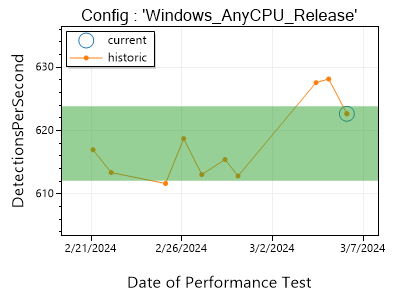 Config : 'Windows_AnyCPU_Release'
current
historic
DetectionsPerSecond
630
620
610
2/21/2024
2/26/2024
3/2/2024
3/7/2024
Date of Performance Test